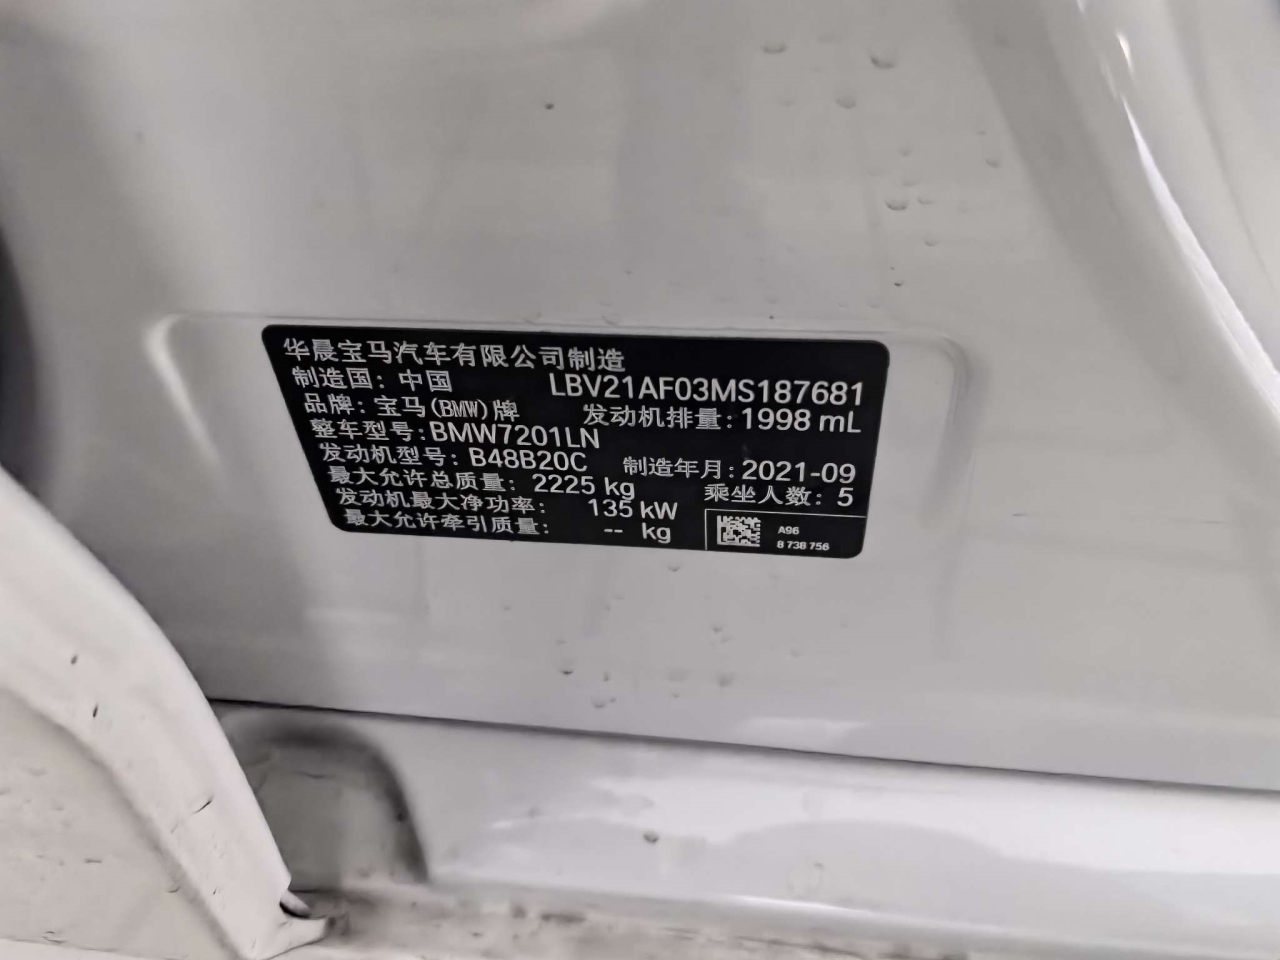 华晨宝马汽车有限公司制造
制造国: 中国 LBV21AF03MS187681
品牌: 宝马(BMW)牌 发动机排量: 1998 mL
整车型号: BMW7201LN
发动机型号: B48B20C 制造年月: 2021-09
最大允许总质量: 2225 kg 乘坐人数: 5
发动机最大净功率: 135 kW
最大允许牵引质量: -- kg
A96
8 738 756